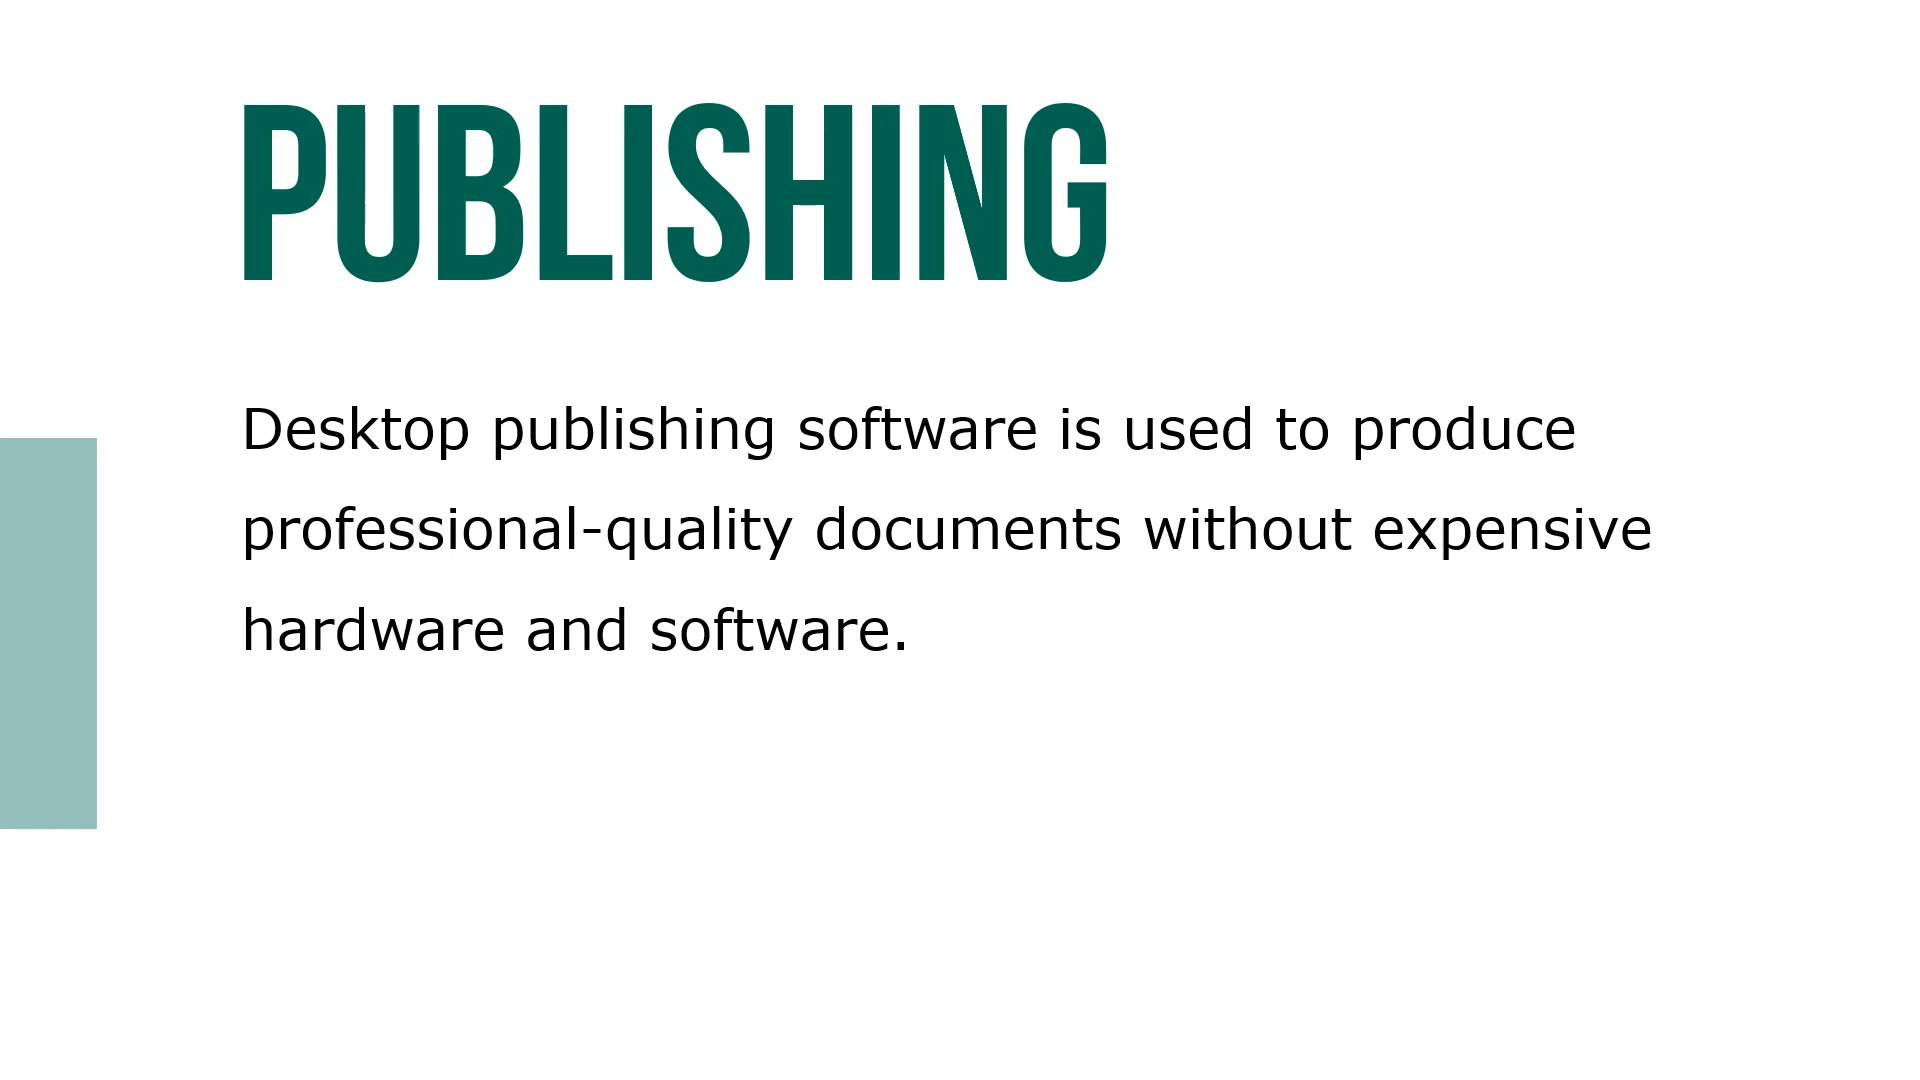 PUBLISHING
Desktop publishing software is used to produce
professional-quality documents without expensive
hardware and software.